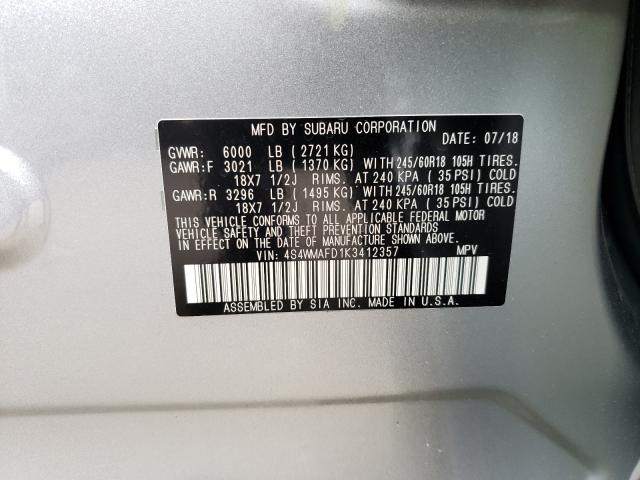 MFD BY SUBARU CORPORATION
DATE: 07/18
GVWR: 6000 LB ( 2721 KG)
GAWR:F 3021 LB ( 1370 KG) WITH 245/60R18 105H TIRES.
18X7 1/2J RIMS. AT 240 KPA ( 35 PSI) COLD
GAWR:R 3296 LB ( 1495 KG) WITH 245/60R18 105H TIRES.
18X7 1/2J RIMS. AT 240 KPA ( 35 PSI) COLD
THIS VEHICLE CONFORMS TO ALL APPLICABLE FEDERAL MOTOR
VEHICLE SAFETY AND THEFT PREVENTION STANDARDS
IN EFFECT ON THE DATE OF MANUFACTURE SHOWN ABOVE.
VIN: 4S4WMAFD1K3412357 MPV
ASSEMBLED BY SIA INC. MADE IN U.S.A.